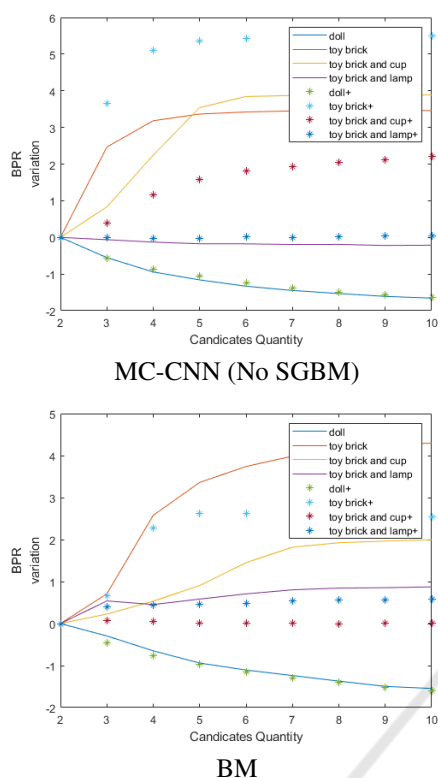 6
5
4
3
2
1
0
-1
-2
BPR
variation
doll
toy brick
toy brick and cup
toy brick and lamp
doll+
toy brick+
toy brick and cup+
toy brick and lamp+
2 3 4 5 6 7 8 9 10
Candicates Quantity
MC-CNN (No SGBM)
5
4
3
2
1
0
-1
-2
BPR
variation
doll
toy brick
toy brick and cup
toy brick and lamp
doll+
toy brick+
toy brick and cup+
toy brick and lamp+
2 3 4 5 6 7 8 9 10
Candicates Quantity
BM